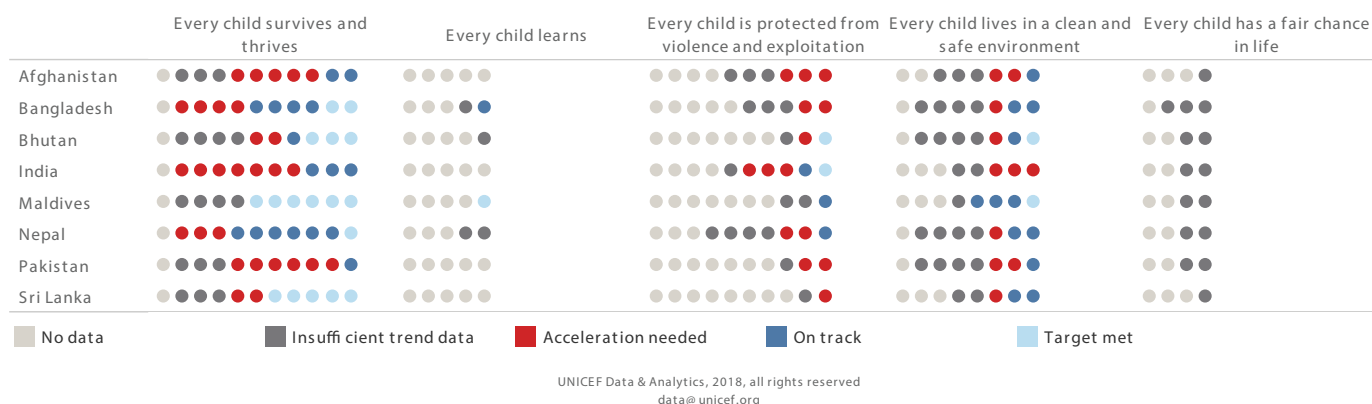 Every child survives and
thrives
Every child learns
Every child is protected from
violence and exploitation
Every child lives in a clean and
safe environment
Every child has a fair chance
in life
Afghanistan
Bangladesh
Bhutan
India
Maldives
Nepal
Pakistan
Sri Lanka
No data
Insufficient trend data
Acceleration needed
On track
Target met
UNICEF Data & Analytics, 2018, all rights reserved
data@unicef.org